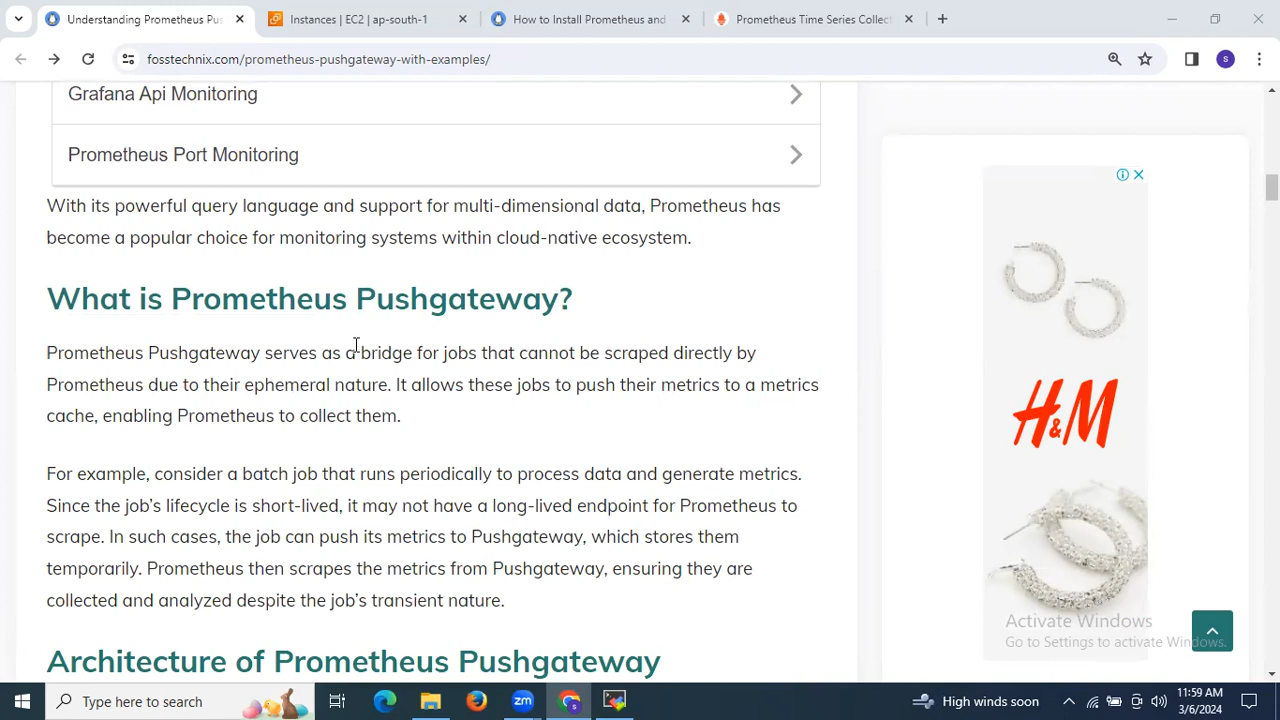 Understanding Prometheus Pus
Instances | EC2 | ap-south-1
How to Install Prometheus and
Prometheus Time Series Collect
fosstechnix.com/prometheus-pushgateway-with-examples/
s
Grafana Api Monitoring
Prometheus Port Monitoring
With its powerful query language and support for multi-dimensional data, Prometheus has
become a popular choice for monitoring systems within cloud-native ecosystem.
What is Prometheus Pushgateway?
Prometheus Pushgateway serves as a bridge for jobs that cannot be scraped directly by
Prometheus due to their ephemeral nature. It allows these jobs to push their metrics to a metrics
cache, enabling Prometheus to collect them.
For example, consider a batch job that runs periodically to process data and generate metrics.
Since the job’s lifecycle is short-lived, it may not have a long-lived endpoint for Prometheus to
scrape. In such cases, the job can push its metrics to Pushgateway, which stores them
temporarily. Prometheus then scrapes the metrics from Pushgateway, ensuring they are
collected and analyzed despite the job’s transient nature.
Architecture of Prometheus Pushgateway
H&M
Activate Windows
Go to Settings to activate Windows.
Type here to search
zm
High winds soon
11:59 AM
3/6/2024